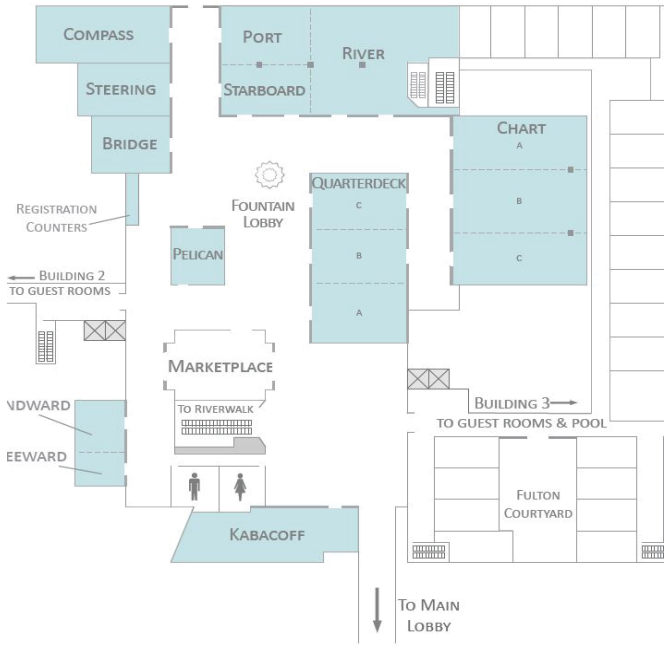 COMPASS
PORT
RIVER
STEERING
STARBOARD
BRIDGE
CHART
A
B
C
QUARTERDECK
C
B
A
FOUNTAIN
LOBBY
REGISTRATION
COUNTERS
PELICAN
BUILDING 2
TO GUEST ROOMS
MARKETPLACE
TO RIVERWALK
NDWARD
EEWARD
BUILDING 3
TO GUEST ROOMS & POOL
FULTON
COURTYARD
KABACOFF
TO MAIN
LOBBY